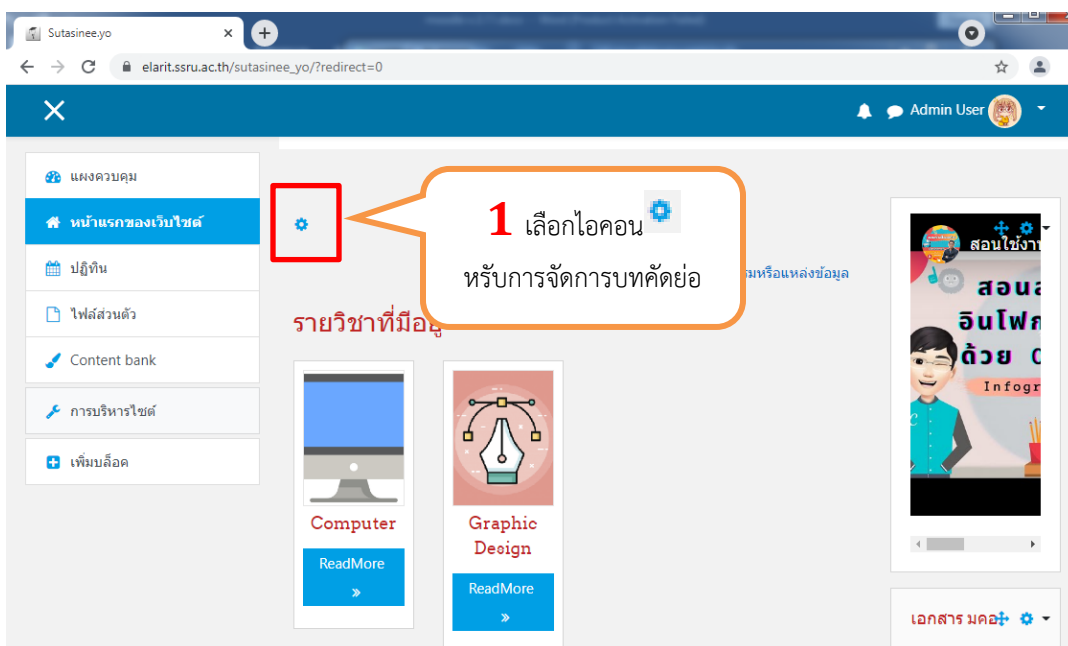 Sutasinee.yo
elarit.ssru.ac.th/sutasinee_yo/?redirect=0
Admin User
แผงควบคุม
หน้าแรกของเว็บไซต์
ปฏิทิน
ไฟล์ส่วนตัว
Content bank
การบริหารไซต์
เพิ่มบล็อค
1 เลือกไอคอน
หรับการจัดการบทคัดย่อ
รมหรือแหล่งข้อมูล
รายวิชาที่มีอยู่
Computer
ReadMore
»
Graphic
Design
ReadMore
»
สอนใช้งาน
สอนส
อินโฟก
ด้วย C
Infogr
เอกสาร มคอ